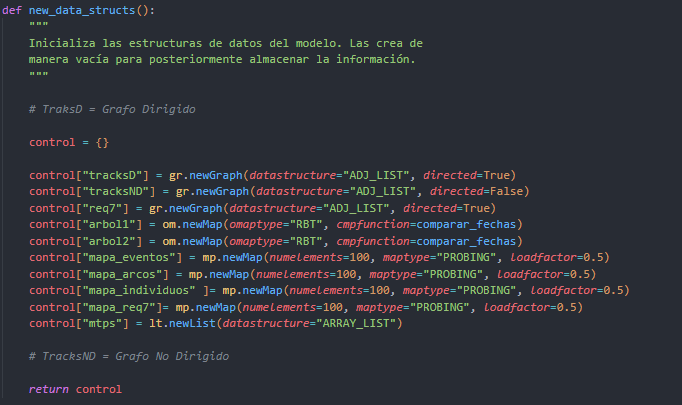 def new_data_structs():
    """
    Inicializa las estructuras de datos del modelo. Las crea de
    manera vacía para posteriormente almacenar la información.
    """
    # TraksD = Grafo Dirigido
    control = {}
    control["tracksD"] = gr.newGraph(datastructure="ADJ_LIST", directed=True)
    control["tracksND"] = gr.newGraph(datastructure="ADJ_LIST", directed=False)
    control["req7"] = gr.newGraph(datastructure="ADJ_LIST", directed=True)
    control["arbol1"] = om.newMap(omaptype="RBT", cmpfunction=comparar_fechas)
    control["arbol2"] = om.newMap(omaptype="RBT", cmpfunction=comparar_fechas)
    control["mapa_eventos"] = mp.newMap(numelements=100, maptype="PROBING", loadfactor=0.5)
    control["mapa_arcos"] = mp.newMap(numelements=100, maptype="PROBING", loadfactor=0.5)
    control["mapa_individuos" ]= mp.newMap(numelements=100, maptype="PROBING", loadfactor=0.5)
    control["mapa_req7"]= mp.newMap(numelements=100, maptype="PROBING", loadfactor=0.5)
    control["mtps"] = lt.newList(datastructure="ARRAY_LIST")
    # TracksND = Grafo No Dirigido
    return control